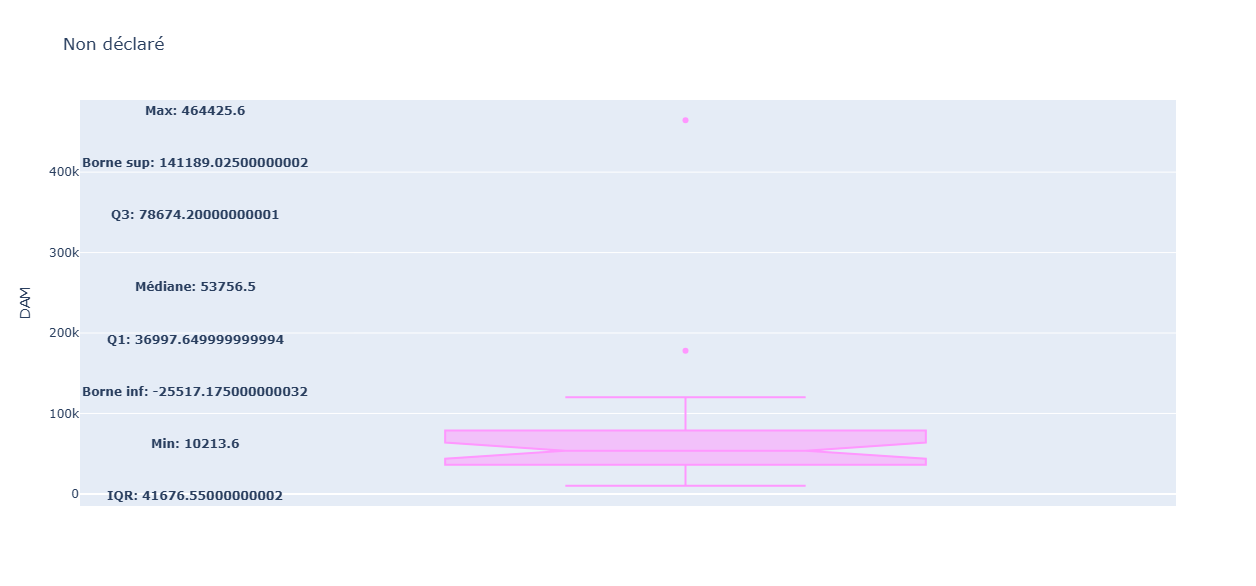 Non déclaré
Max: 464425.6
Borne sup: 141189.02500000002
400k
Q3: 78674.20000000001
300k
Médiane: 53756.5
DAM
200k
Q1: 36997.649999999994
Borne inf: -25517.175000000032
100k
Min: 10213.6
0
IQR: 41676.55000000002